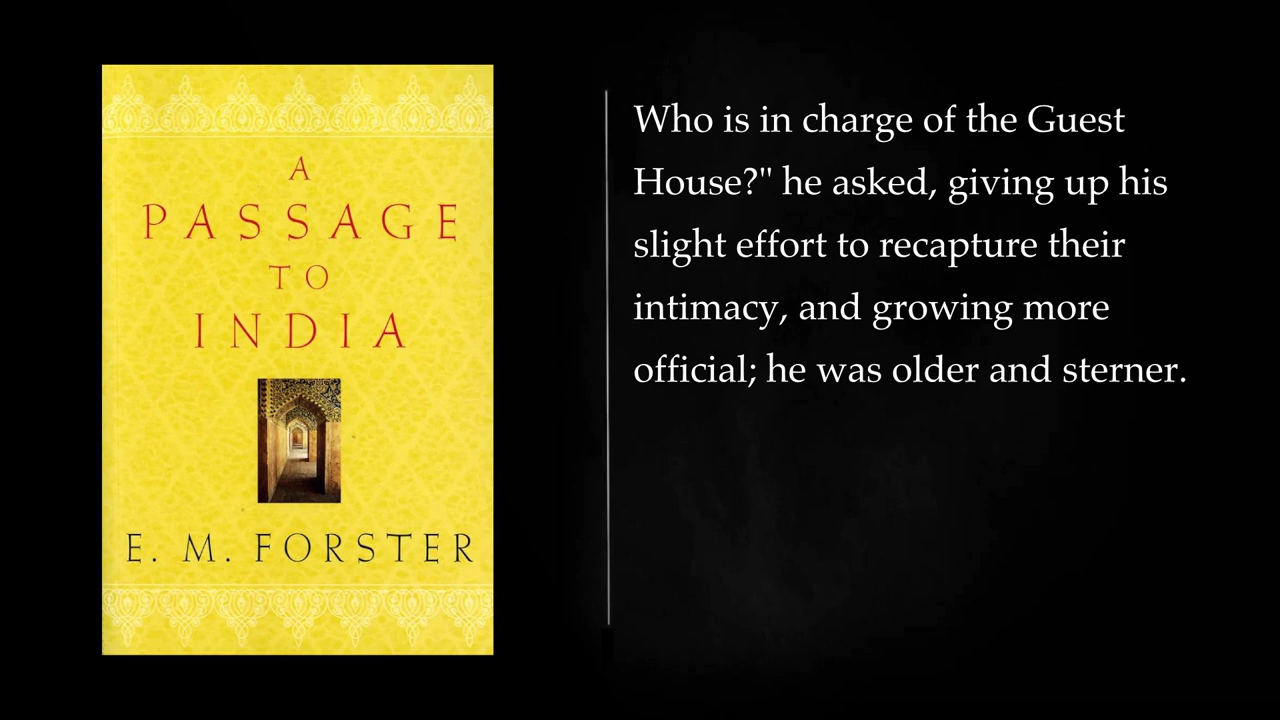 A
PASSAGE
TO
INDIA
E. M. FORSTER
Who is in charge of the Guest
House?" he asked, giving up his
slight effort to recapture their
intimacy, and growing more
official; he was older and sterner.